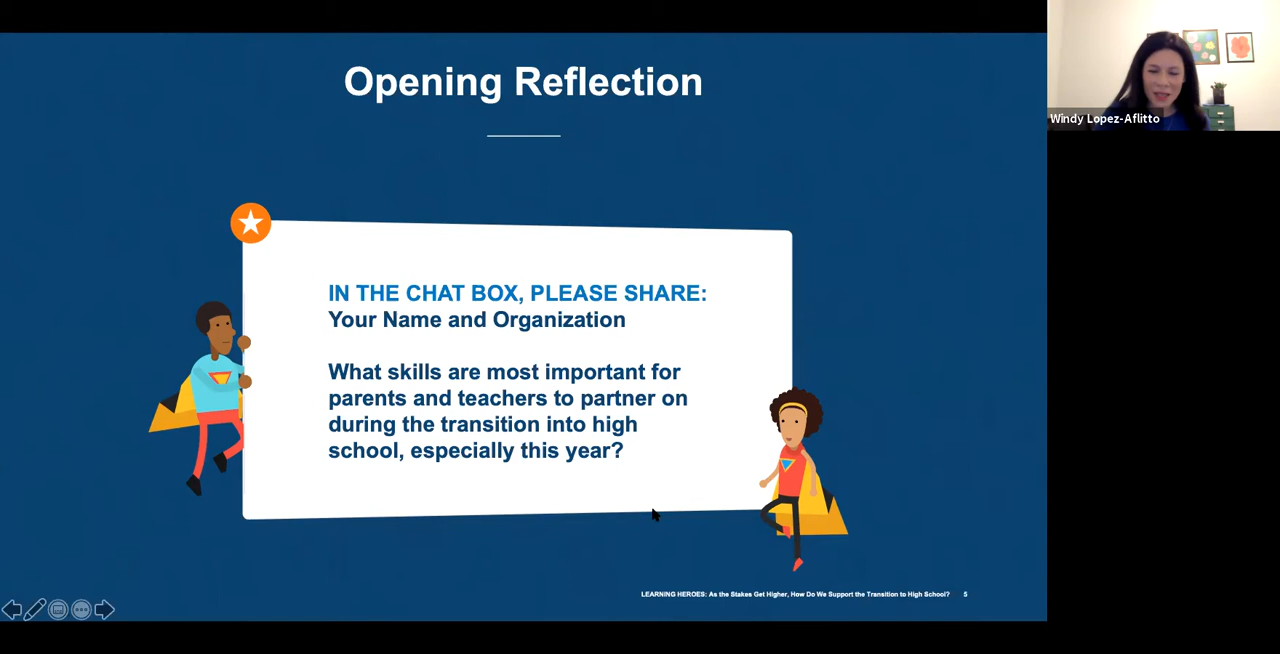 Opening Reflection
Windy Lopez-Aflitto
IN THE CHAT BOX, PLEASE SHARE:
Your Name and Organization
What skills are most important for
parents and teachers to partner on
during the transition into high
school, especially this year?
LEARNING HEROES: As the Stakes Get Higher, How Do We Support the Transition to High School? 5